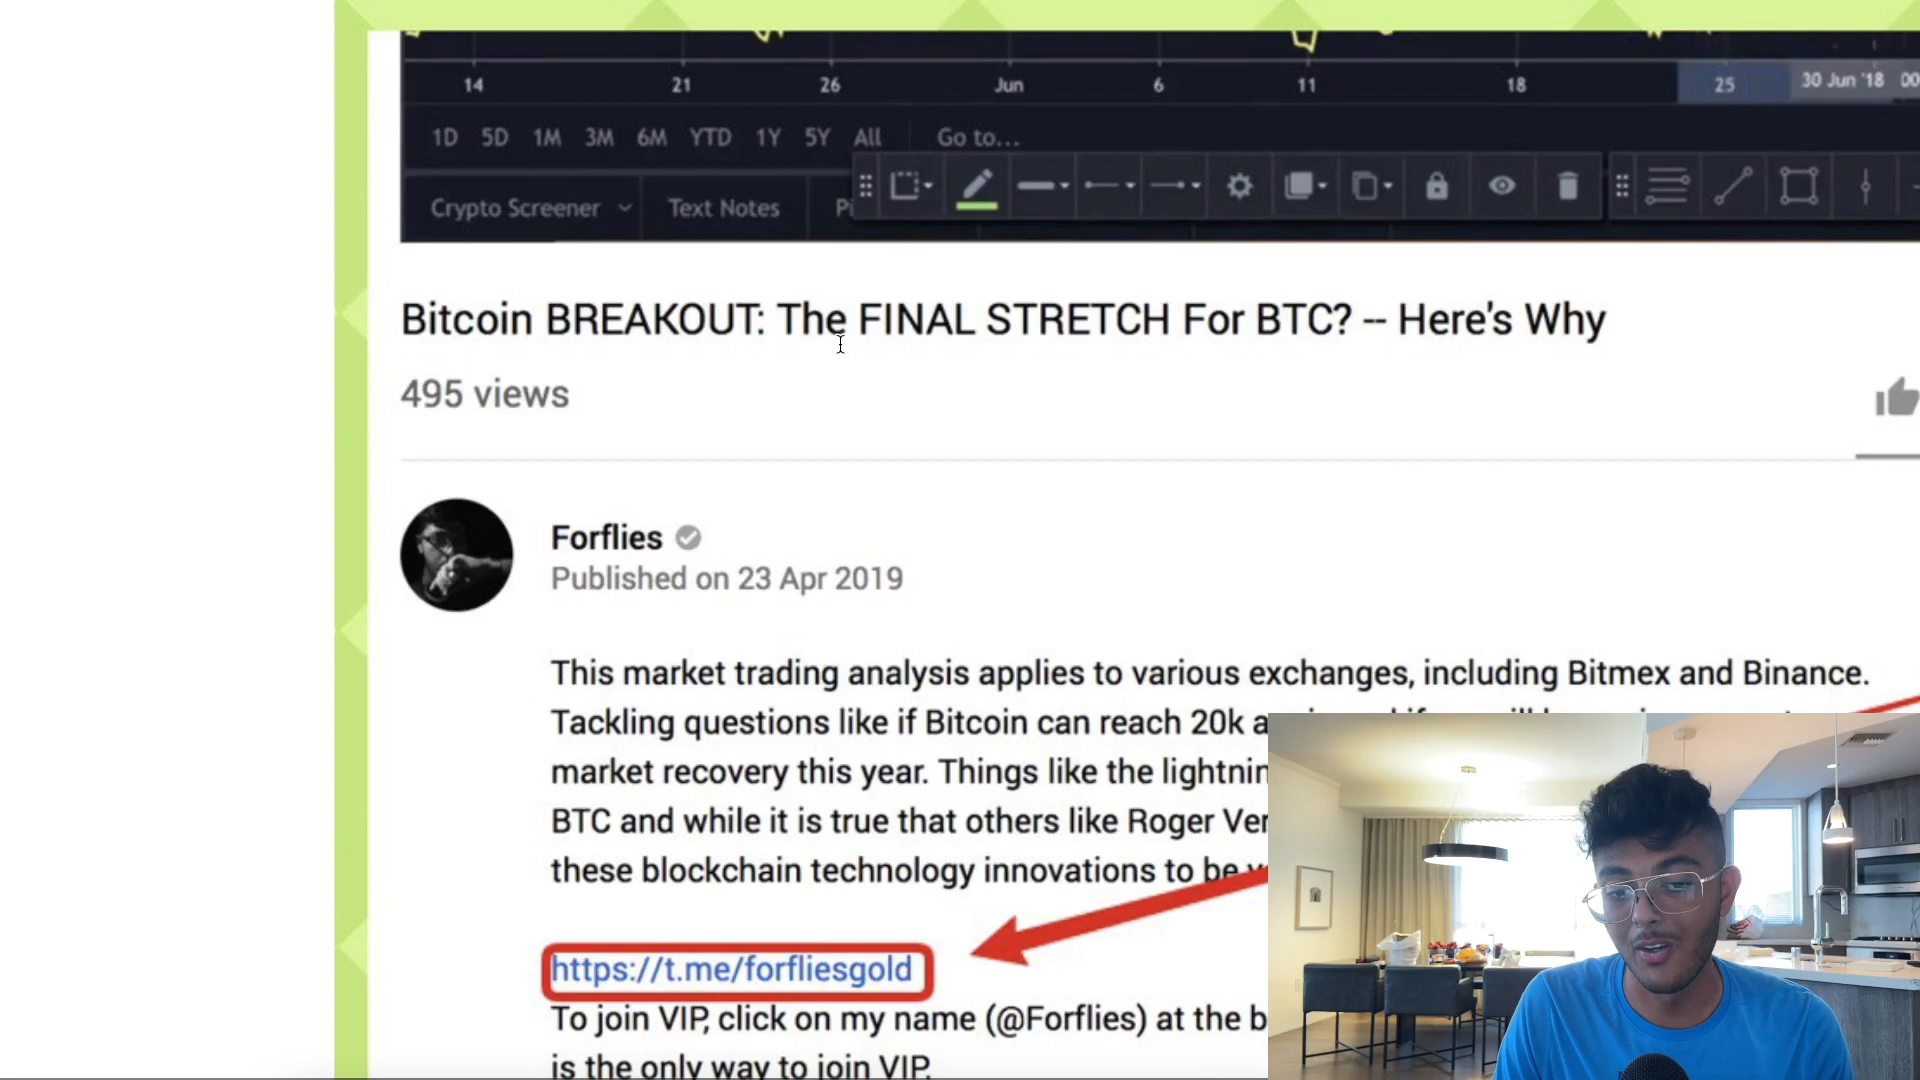 14 21 26 Jun 6 11 18 25 30 Jun '18 00
1D 5D 1M 3M 6M YTD 1Y 5Y All Go to...
Crypto Screener Text Notes
Bitcoin BREAKOUT: The FINAL STRETCH For BTC? -- Here's Why
495 views
Forflies
Published on 23 Apr 2019
This market trading analysis applies to various exchanges, including Bitmex and Binance.
Tackling questions like if Bitcoin can reach 20k
market recovery this year. Things like the
BTC and while it is true that others like Roger Ver
these blockchain technology innovations to be
https://t.me/forfliesgold
To join VIP, click on my name (@Forflies) at the
is the only way to join VIP.